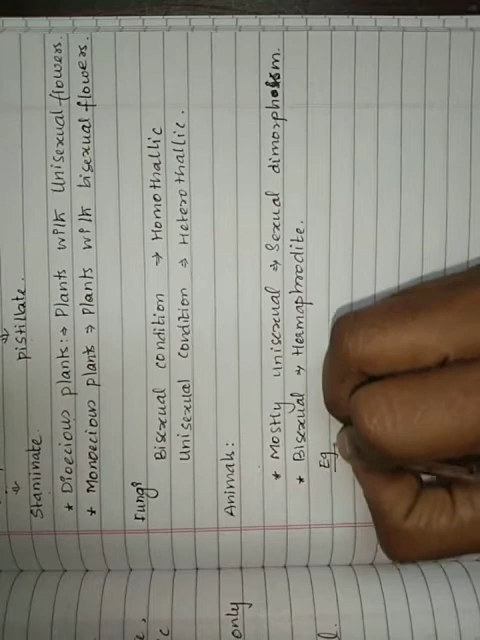 Staminate.
pistillate.
* Dioecious plants :⇒ Plants with Unisexual flowers.
* Monoecious plants ⇒ Plants with bisexual flowers.
Fungi
Bisexual condition ⇒ Homothallic
Unisexual condition ⇒ Heterothallic.
Animals:
* Mostly unisexual ⇒ Sexual dimorphism.
* Bisexual ⇒ Hermaphrodite.
Eg
only